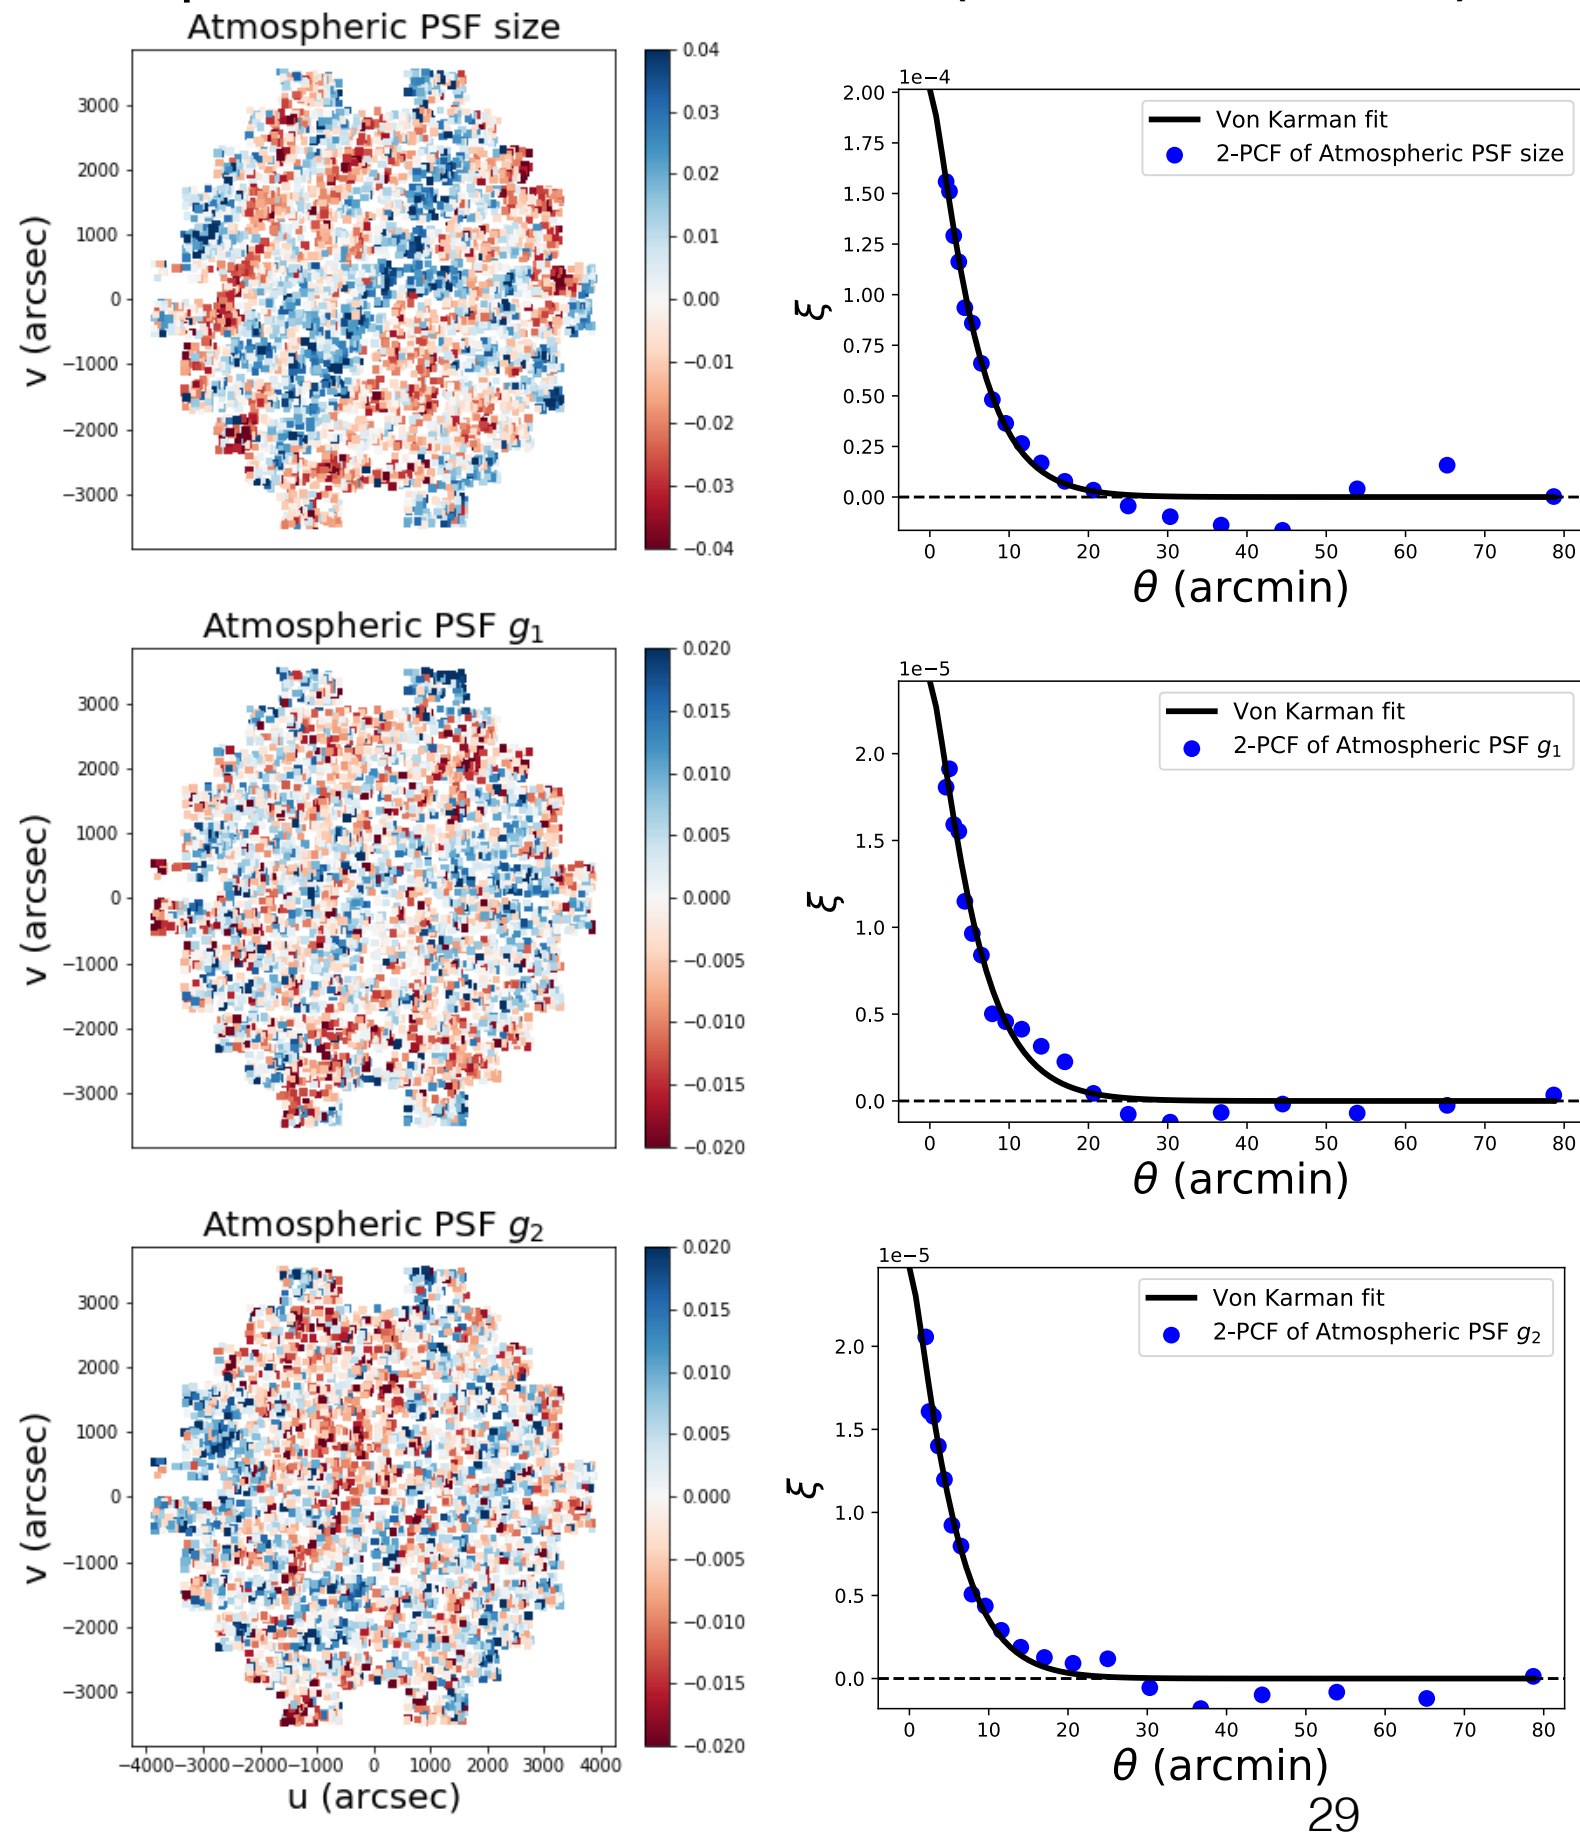 Atmospheric PSF size
0.04
0.03
0.02
0.01
0.00
−0.01
−0.02
−0.03
−0.04
3000
2000
1000
0
−1000
−2000
−3000
v (arcsec)
1e−4
2.00
1.75
1.50
1.25
1.00
0.75
0.50
0.25
0.00
ξ
Von Karman fit
2-PCF of Atmospheric PSF size
0 10 20 30 40 50 60 70 80
θ (arcmin)
Atmospheric PSF g1
0.020
0.015
0.010
0.005
0.000
−0.005
−0.010
−0.015
−0.020
3000
2000
1000
0
−1000
−2000
−3000
v (arcsec)
1e−5
2.0
1.5
1.0
0.5
0.0
ξ
Von Karman fit
2-PCF of Atmospheric PSF g1
0 10 20 30 40 50 60 70 80
θ (arcmin)
Atmospheric PSF g2
0.020
0.015
0.010
0.005
0.000
−0.005
−0.010
−0.015
−0.020
3000
2000
1000
0
−1000
−2000
−3000
v (arcsec)
−4000 −3000 −2000 −1000 0 1000 2000 3000 4000
u (arcsec)
1e−5
2.0
1.5
1.0
0.5
0.0
ξ
Von Karman fit
2-PCF of Atmospheric PSF g2
0 10 20 30 40 50 60 70 80
θ (arcmin)
29